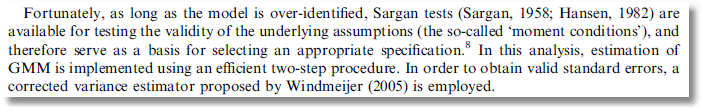 Fortunately, as long as the model is over-identified, Sargan tests (Sargan, 1958; Hansen, 1982) are
available for testing the validity of the underlying assumptions (the so-called ‘moment conditions’), and
therefore serve as a basis for selecting an appropriate specification.8 In this analysis, estimation of
GMM is implemented using an efficient two-step procedure. In order to obtain valid standard errors, a
corrected variance estimator proposed by Windmeijer (2005) is employed.